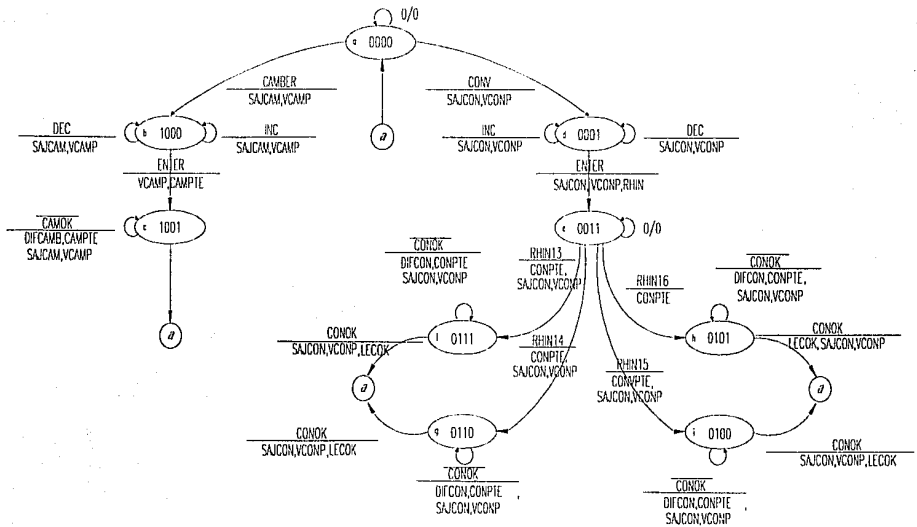 0/0
a 0000
CAMBER
SAJCAM,VCAMP
CONV
SAJCON,VCONP
a
DEC
SAJCAM,VCAMP
b 1000
INC
SAJCAM,VCAMP
INC
SAJCON,VCONP
d 0001
DEC
SAJCON,VCONP
ENTER
VCAMP,CAMPTE
ENTER
SAJCON,VCONP,RHIN
CAMOK
DIFCAMB,CAMPTE
SAJCAM,VCAMP
c 1001
e 0011
0/0
CONOK
DIFCON,CONPTE
SAJCON,VCONP
RHIN13
CONPTE,
SAJCON,VCONP
RHIN16
CONPTE
CONOK
DIFCON,CONPTE,
SAJCON,VCONP
a
CONOK
SAJCON,VCONP,LECOK
0111
RHIN14
CONPTE,
SAJCON,VCONP
RHIN15
CONVPTE,
SAJCON,VCONP
h 0101
CONOK
LECOK,SAJCON,VCONP
a
a
CONOK
SAJCON,VCONP,LECOK
g 0110
i 0100
CONOK
SAJCON,VCONP,LECOK
CONOK
DIFCON,CONPTE ,
SAJCON,VCONP
CONOK
DIFCON,CONPTE
SAJCON,VCONP